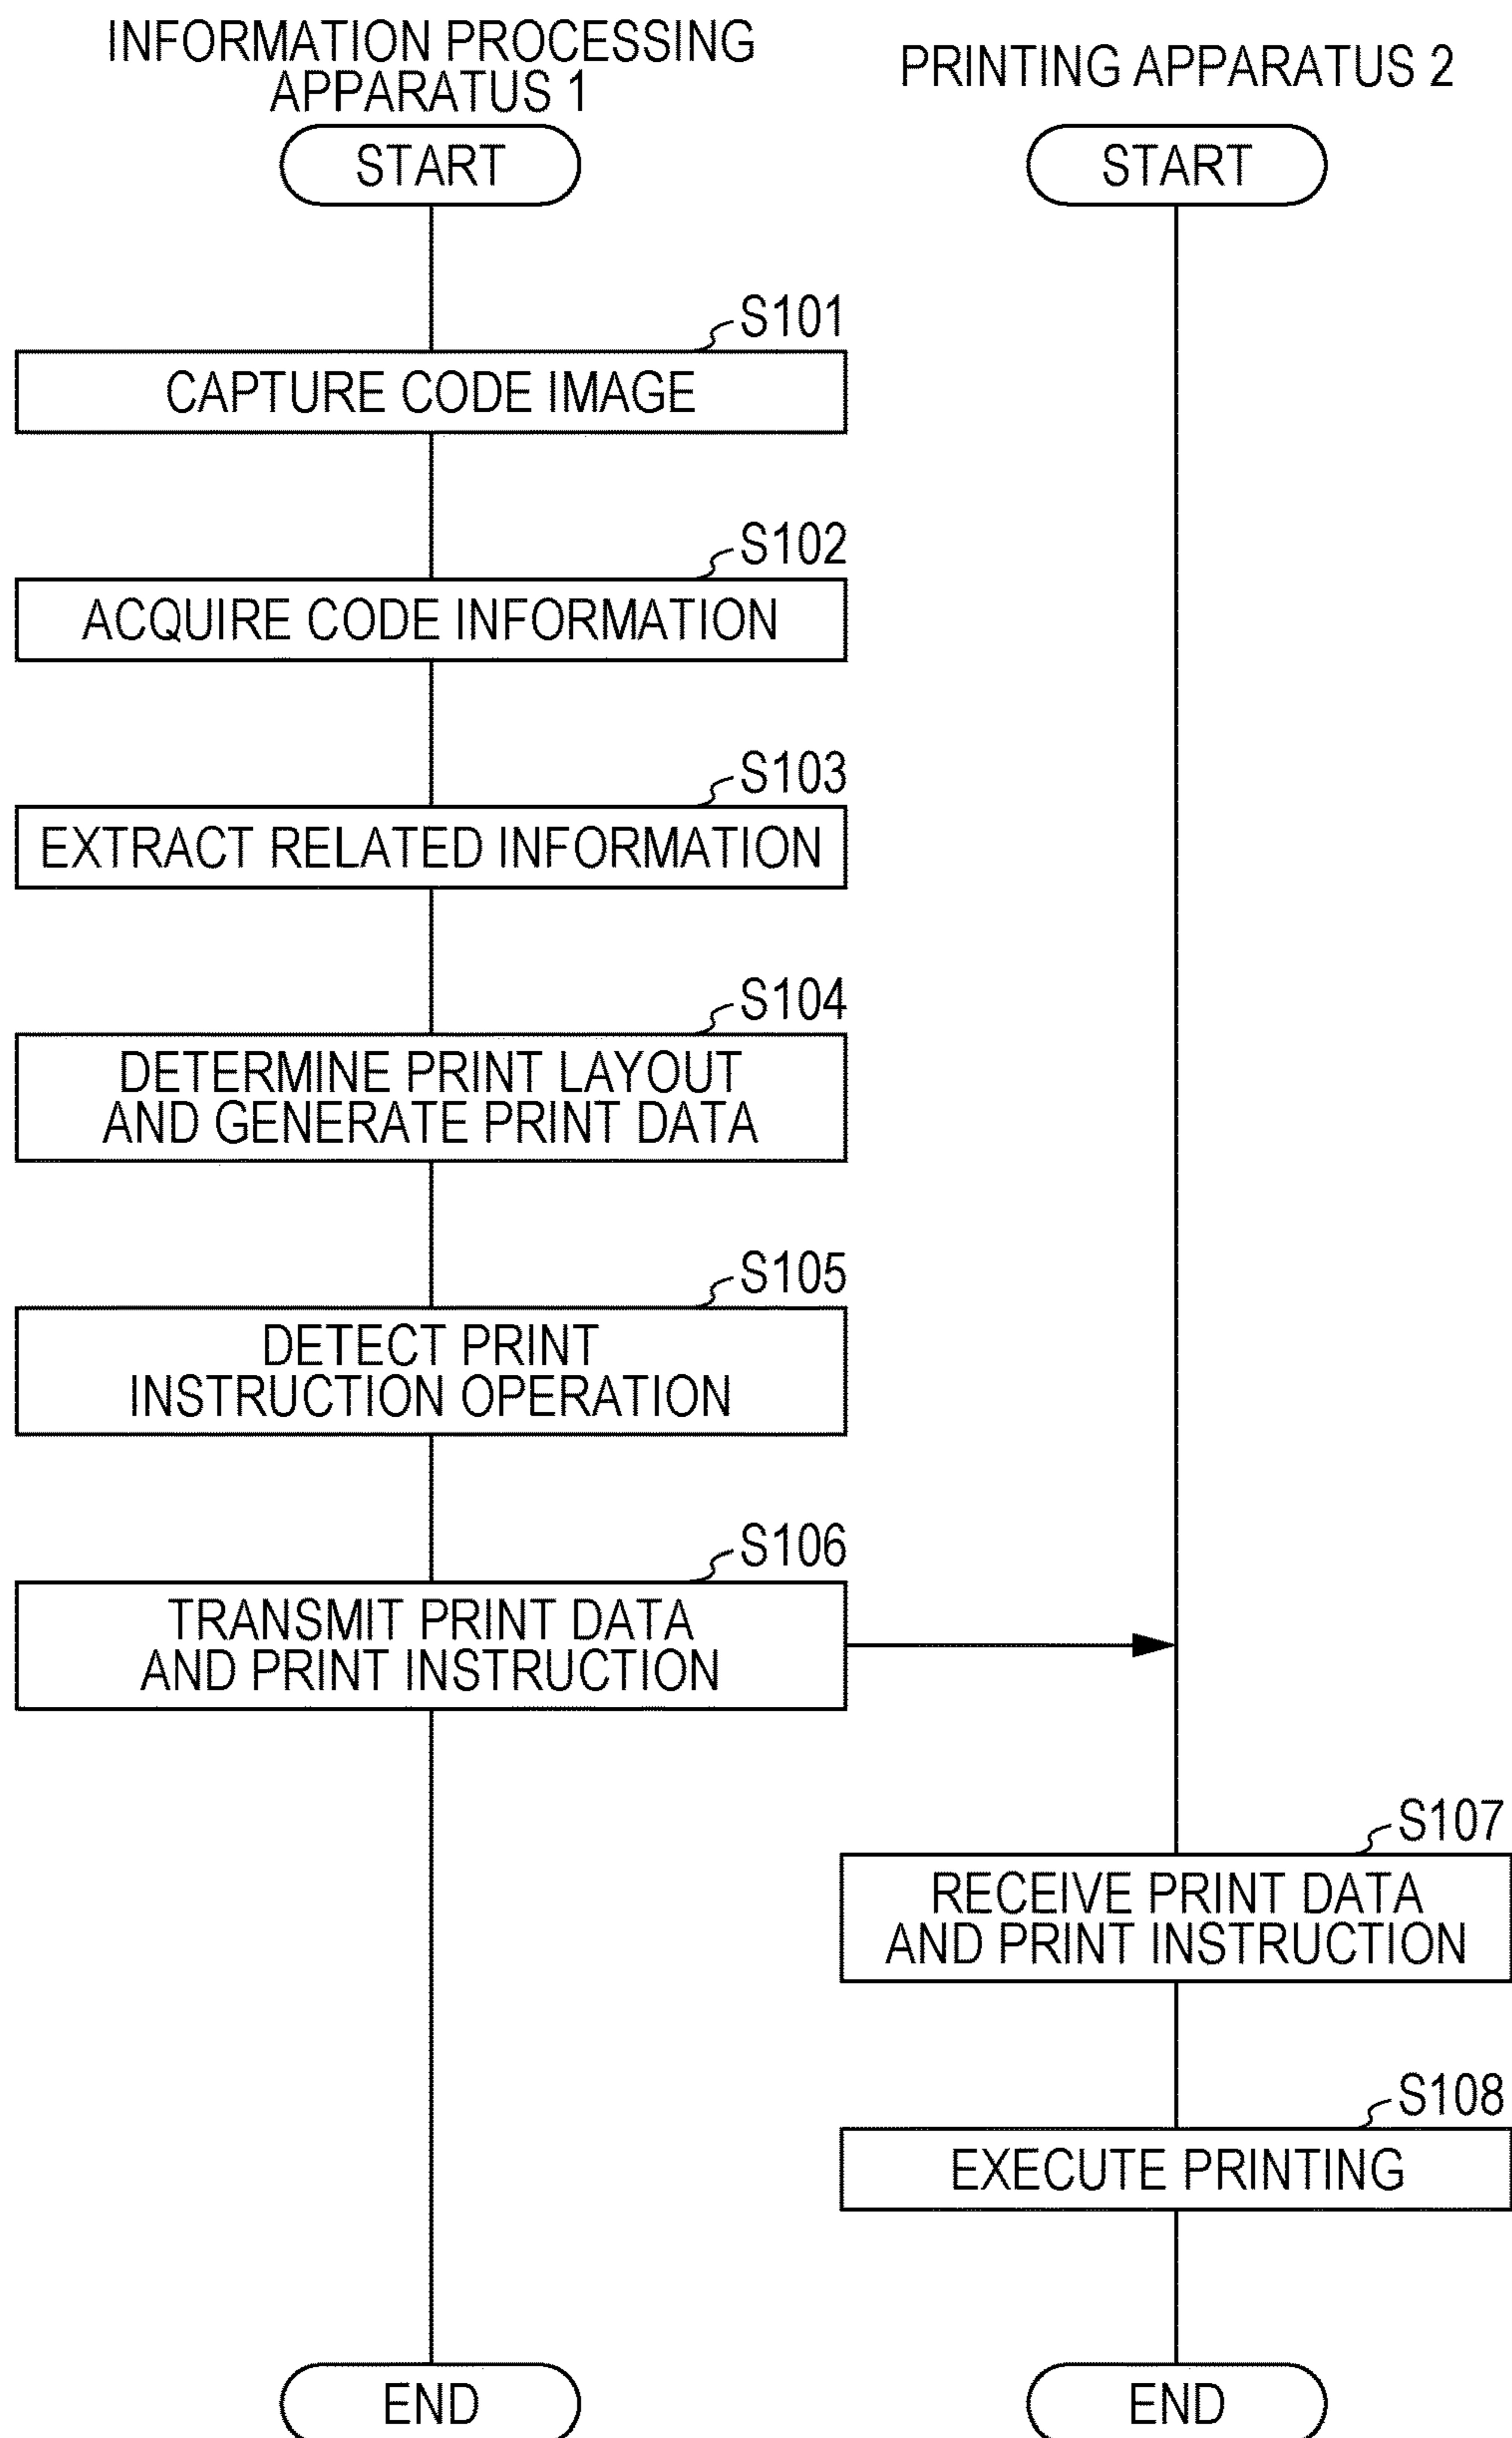 INFORMATION PROCESSING
APPARATUS 1
PRINTING APPARATUS 2
START
START
S101
CAPTURE CODE IMAGE
S102
ACQUIRE CODE INFORMATION
S103
EXTRACT RELATED INFORMATION
S104
DETERMINE PRINT LAYOUT
AND GENERATE PRINT DATA
S105
DETECT PRINT
INSTRUCTION OPERATION
S106
TRANSMIT PRINT DATA
AND PRINT INSTRUCTION
S107
RECEIVE PRINT DATA
AND PRINT INSTRUCTION
S108
EXECUTE PRINTING
END
END